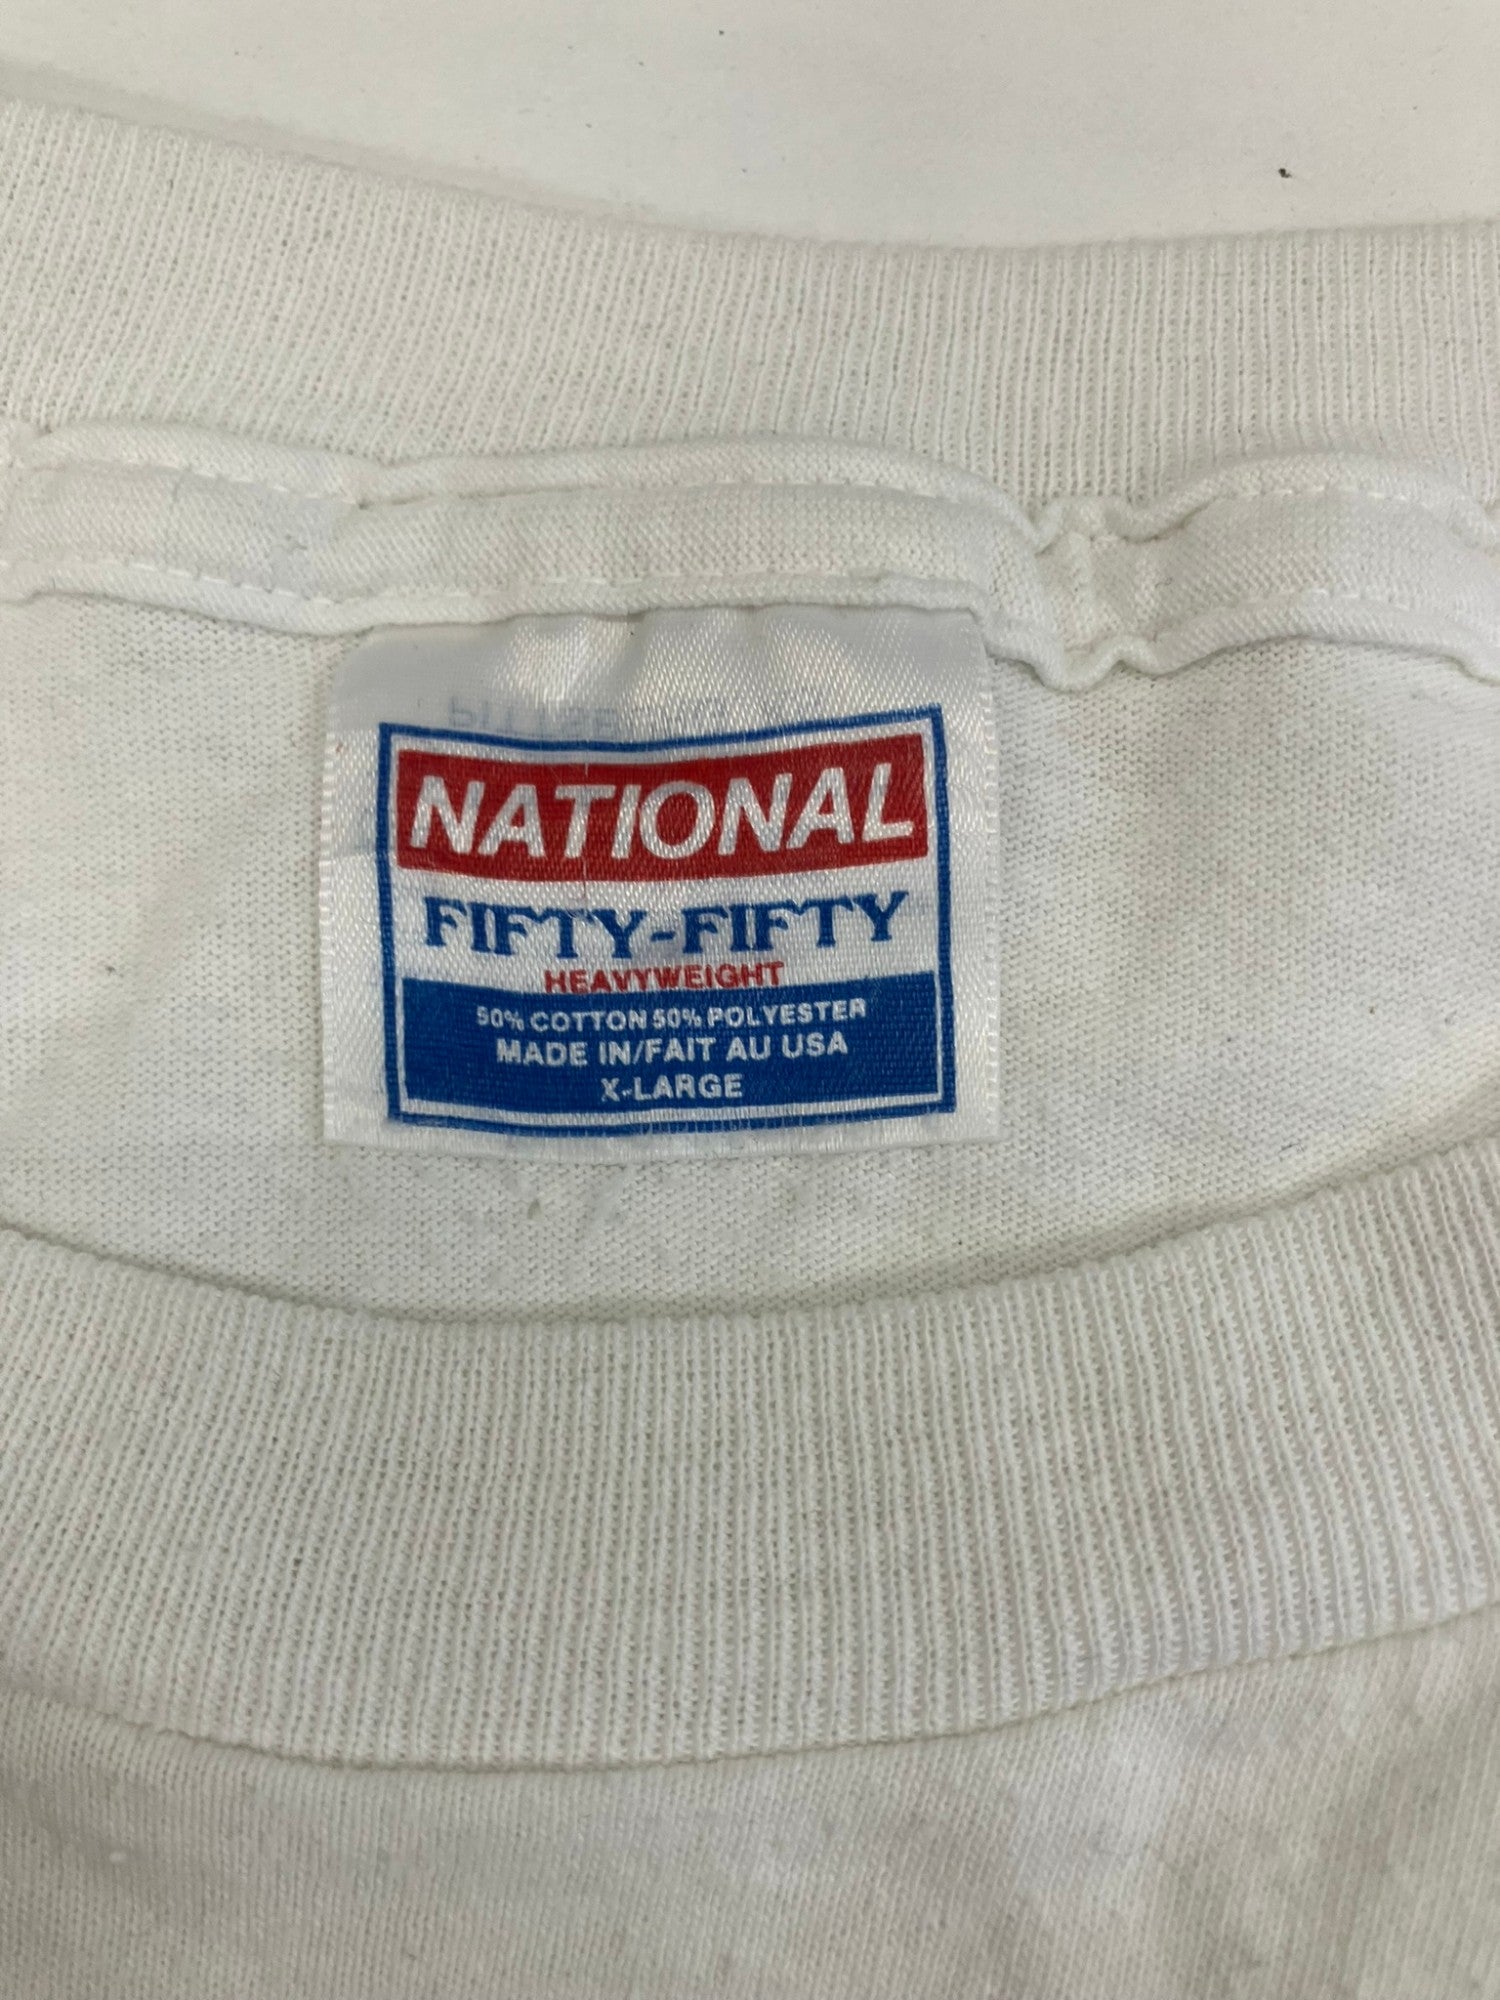 NATIONAL
FIFTY-FIFTY
HEAVYWEIGHT
50% COTTON 50% POLYESTER
MADE IN/FAIT AU USA
X-LARGE